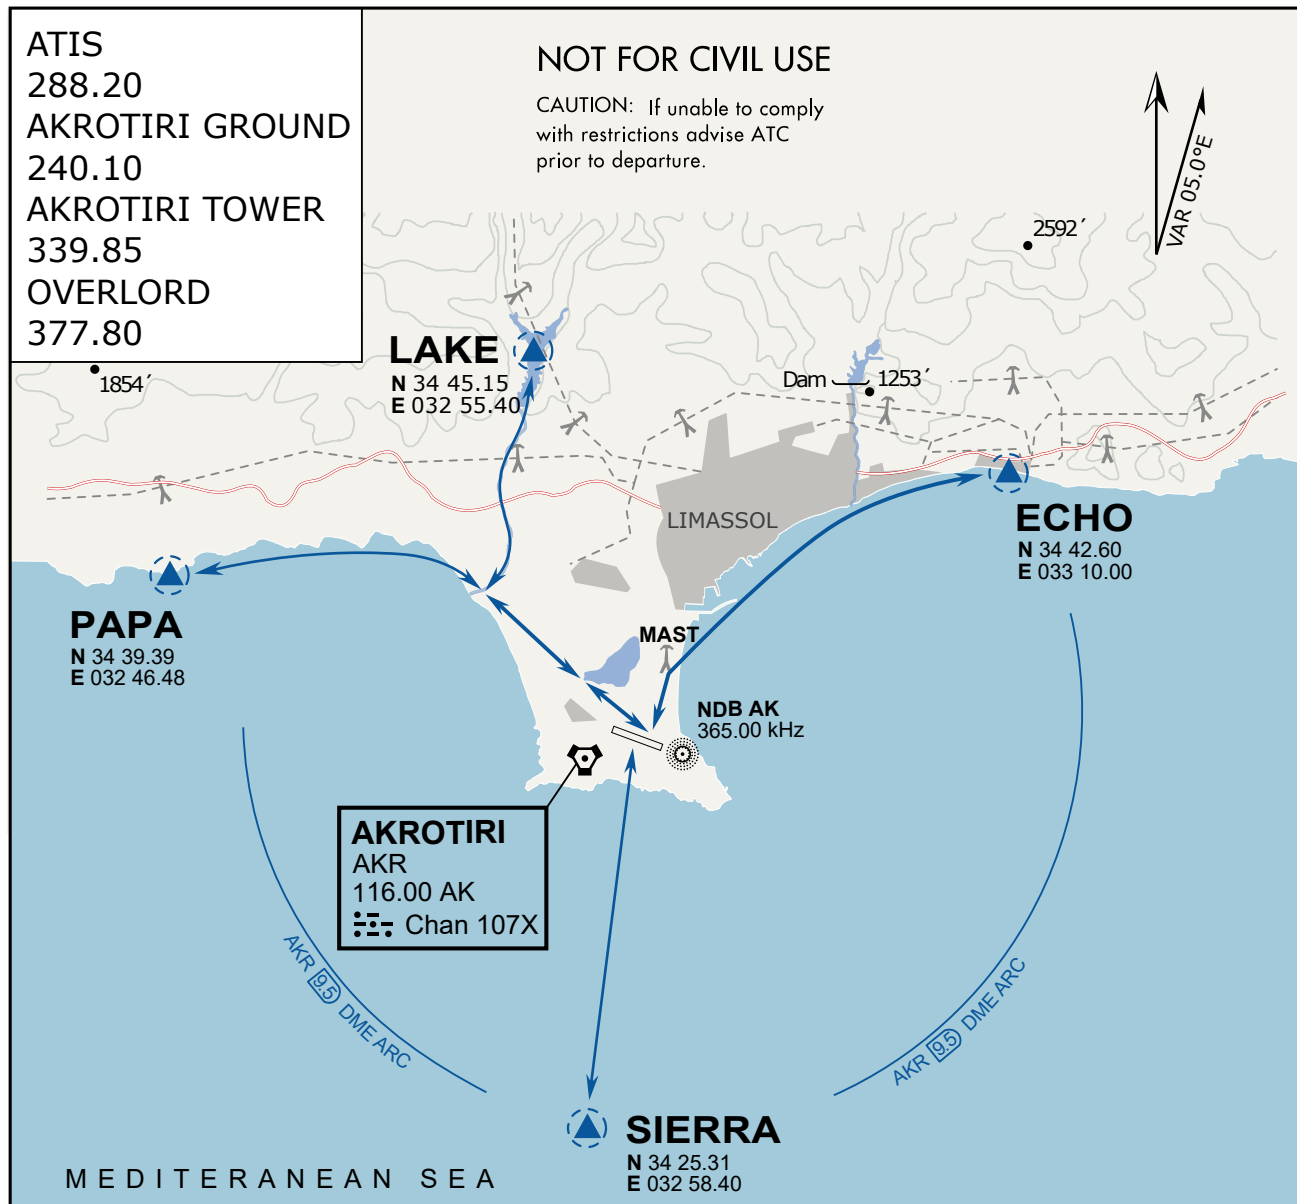 ATIS
288.20
AKROTIRI GROUND
240.10
AKROTIRI TOWER
339.85
OVERLORD
377.80
NOT FOR CIVIL USE
CAUTION: If unable to comply
with restrictions advise ATC
prior to departure.
VAR 05.0°E
2592´
1854´
LAKE
N 34 45.15
E 032 55.40
Dam
1253´
LIMASSOL
ECHO
N 34 42.60
E 033 10.00
PAPA
N 34 39.39
E 032 46.48
MAST
NDB AK
365.00 kHz
AKROTIRI
AKR
116.00 AK
Chan 107X
AKR 9.5 DME ARC
AKR 9.5 DME ARC
SIERRA
N 34 25.31
E 032 58.40
MEDITERANEAN SEA